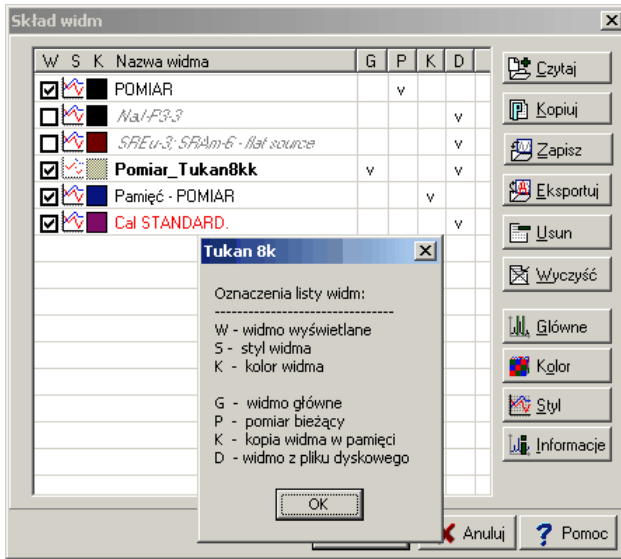 Skład widm
W S K Nazwa widma G P K D
POMIAR v
NaI-P3-3 v
SREu-3; SRAm-6 - flat source v
Pomiar_Tukan8kk v v
Pamięć - POMIAR v
Cal STANDARD. v
Czytaj
Kopiuj
Zapisz
Eksportuj
Usun
Wyczyść
Główne
Kolor
Styl
Informacje
Tukan 8k
Oznaczenia listy widm:
--------------------------------
W - widmo wyświetlane
S - styl widma
K - kolor widma
G - widmo główne
P - pomiar bieżący
K - kopia widma w pamięci
D - widmo z pliku dyskowego
OK
Anuluj
Pomoc